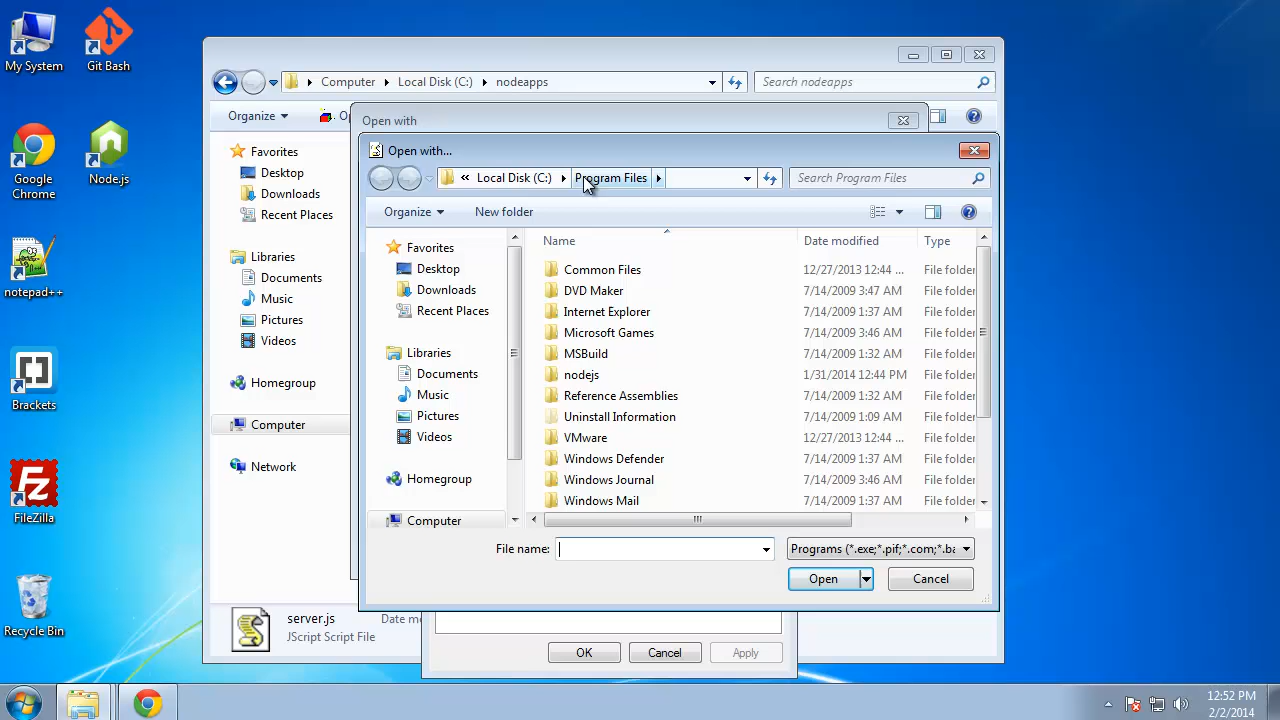 My System
Git Bash
Google
Chrome
Node.js
notepad++
Brackets
FileZilla
Recycle Bin
Computer
Local Disk (C:)
nodeapps
Search nodeapps
Organize
Favorites
Desktop
Downloads
Recent Places
Libraries
Documents
Music
Pictures
Videos
Homegroup
Computer
Network
server.js
JScript Script File
Open with
Open with...
« Local Disk (C:)
Program Files
Search Program Files
Organize
New folder
Favorites
Desktop
Downloads
Recent Places
Libraries
Documents
Music
Pictures
Videos
Homegroup
Computer
Name Date modified Type
Common Files 12/27/2013 12:44 ... File folder
DVD Maker 7/14/2009 3:47 AM File folder
Internet Explorer 7/14/2009 1:37 AM File folder
Microsoft Games 7/14/2009 3:46 AM File folder
MSBuild 7/14/2009 1:32 AM File folder
nodejs 1/31/2014 12:44 PM File folder
Reference Assemblies 7/14/2009 1:32 AM File folder
Uninstall Information 7/14/2009 1:09 AM File folder
VMware 12/27/2013 12:44 ... File folder
Windows Defender 7/14/2009 1:37 AM File folder
Windows Journal 7/14/2009 3:46 AM File folder
Windows Mail 7/14/2009 1:37 AM File folder
File name:
Programs (*.exe;*.pif;*.com;*.ba
Open
Cancel
OK
Cancel
Apply
12:52 PM
2/2/2014